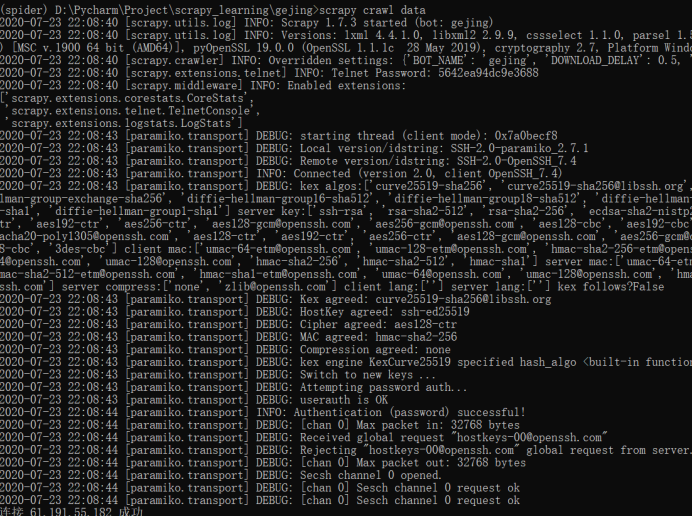 (spider) D:\Pycharm\Project\scrapy_learning\gejing>scrapy crawl data
2020-07-23 22:08:40 [scrapy.utils.log] INFO: Scrapy 1.7.3 started (bot: gejing)
2020-07-23 22:08:40 [scrapy.utils.log] INFO: Versions: lxml 4.4.1.0, libxml2 2.9.9, cssselect 1.1.0, parsel 1.5
) [MSC v.1900 64 bit (AMD64)], pyOpenSSL 19.0.0 (OpenSSL 1.1.1c  28 May 2019), cryptography 2.7, Platform Windo
2020-07-23 22:08:40 [scrapy.crawler] INFO: Overridden settings: {'BOT_NAME': 'gejing', 'DOWNLOAD_DELAY': 0.5, '
2020-07-23 22:08:40 [scrapy.extensions.telnet] INFO: Telnet Password: 5642ea94dc9e3688
2020-07-23 22:08:40 [scrapy.middleware] INFO: Enabled extensions:
['scrapy.extensions.corestats.CoreStats',
'scrapy.extensions.telnet.TelnetConsole',
'scrapy.extensions.logstats.LogStats']
2020-07-23 22:08:43 [paramiko.transport] DEBUG: starting thread (client mode): 0x7a0becf8
2020-07-23 22:08:43 [paramiko.transport] DEBUG: Local version/idstring: SSH-2.0-paramiko_2.7.1
2020-07-23 22:08:43 [paramiko.transport] DEBUG: Remote version/idstring: SSH-2.0-OpenSSH_7.4
2020-07-23 22:08:43 [paramiko.transport] INFO: Connected (version 2.0, client OpenSSH_7.4)
2020-07-23 22:08:43 [paramiko.transport] DEBUG: kex algos:['curve25519-sha256', 'curve25519-sha256@libssh.org',
lman-group-exchange-sha256', 'diffie-hellman-group16-sha512', 'diffie-hellman-group18-sha512', 'diffie-hellman-
-sha1', 'diffie-hellman-group1-sha1'] server key:['ssh-rsa', 'rsa-sha2-512', 'rsa-sha2-256', 'ecdsa-sha2-nistp2
tr', 'aes192-ctr', 'aes256-ctr', 'aes128-gcm@openssh.com', 'aes256-gcm@openssh.com', 'aes128-cbc', 'aes192-cbc'
acha20-poly1305@openssh.com', 'aes128-ctr', 'aes192-ctr', 'aes256-ctr', 'aes128-gcm@openssh.com', 'aes256-gcm@o
8-cbc', '3des-cbc'] client mac:['umac-64-etm@openssh.com', 'umac-128-etm@openssh.com', 'hmac-sha2-256-etm@opens
64@openssh.com', 'umac-128@openssh.com', 'hmac-sha2-256', 'hmac-sha2-512', 'hmac-sha1'] server mac:['umac-64-et
mac-sha2-512-etm@openssh.com', 'hmac-sha1-etm@openssh.com', 'umac-64@openssh.com', 'umac-128@openssh.com', 'hma
ssh.com'] server compress:['none', 'zlib@openssh.com'] client lang:[''] server lang:[''] kex follows?False
2020-07-23 22:08:43 [paramiko.transport] DEBUG: Kex agreed: curve25519-sha256@libssh.org
2020-07-23 22:08:43 [paramiko.transport] DEBUG: HostKey agreed: ssh-ed25519
2020-07-23 22:08:43 [paramiko.transport] DEBUG: Cipher agreed: aes128-ctr
2020-07-23 22:08:43 [paramiko.transport] DEBUG: MAC agreed: hmac-sha2-256
2020-07-23 22:08:43 [paramiko.transport] DEBUG: Compression agreed: none
2020-07-23 22:08:43 [paramiko.transport] DEBUG: kex engine KexCurve25519 specified hash_algo <built-in function
2020-07-23 22:08:43 [paramiko.transport] DEBUG: Switch to new keys ...
2020-07-23 22:08:43 [paramiko.transport] DEBUG: Attempting password auth...
2020-07-23 22:08:43 [paramiko.transport] DEBUG: userauth is OK
2020-07-23 22:08:44 [paramiko.transport] INFO: Authentication (password) successful!
2020-07-23 22:08:44 [paramiko.transport] DEBUG: [chan 0] Max packet in: 32768 bytes
2020-07-23 22:08:44 [paramiko.transport] DEBUG: Received global request "hostkeys-00@openssh.com"
2020-07-23 22:08:44 [paramiko.transport] DEBUG: Rejecting "hostkeys-00@openssh.com" global request from server.
2020-07-23 22:08:44 [paramiko.transport] DEBUG: [chan 0] Max packet out: 32768 bytes
2020-07-23 22:08:44 [paramiko.transport] DEBUG: Secsh channel 0 opened.
2020-07-23 22:08:44 [paramiko.transport] DEBUG: [chan 0] Sesch channel 0 request ok
2020-07-23 22:08:44 [paramiko.transport] DEBUG: [chan 0] Sesch channel 0 request ok
连接 61.191.55.182 成功